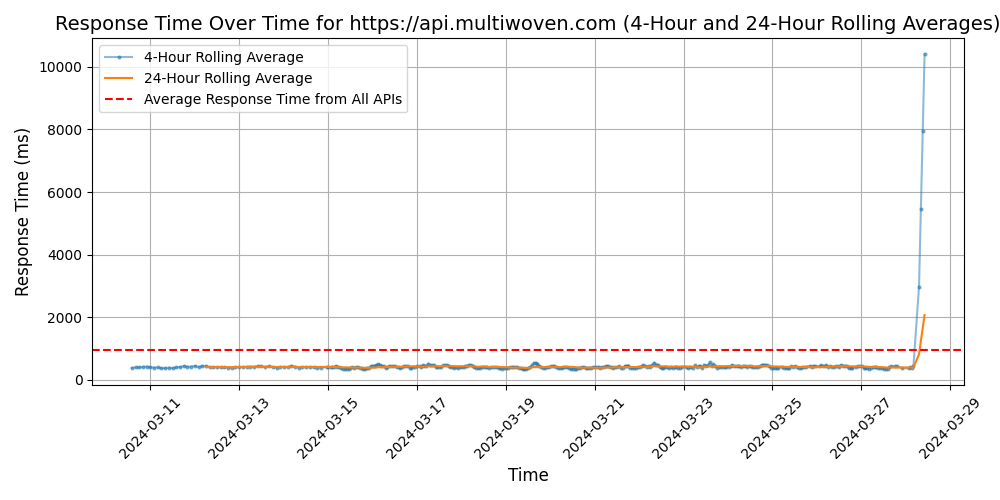 Response Time Over Time for https://api.multiwoven.com (4-Hour and 24-Hour Rolling Averages)
4-Hour Rolling Average
24-Hour Rolling Average
Average Response Time from All APIs
Response Time (ms)
10000
8000
6000
4000
2000
0
2024-03-11
2024-03-13
2024-03-15
2024-03-17
2024-03-19
2024-03-21
2024-03-23
2024-03-25
2024-03-27
2024-03-29
Time